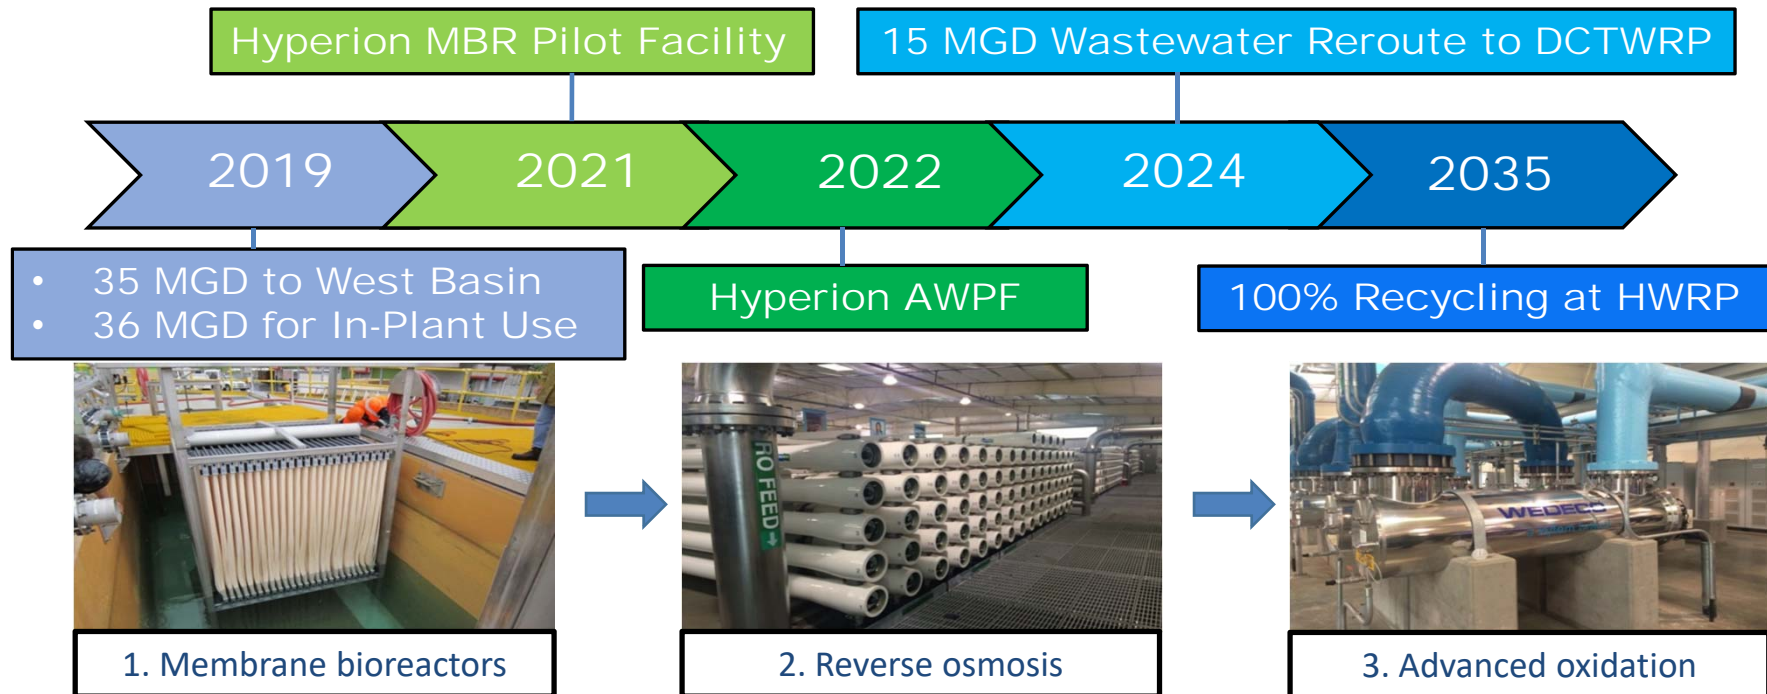 Hyperion MBR Pilot Facility
15 MGD Wastewater Reroute to DCTWRP
2019
2021
2022
2024
2035
• 35 MGD to West Basin
• 36 MGD for In-Plant Use
Hyperion AWPF
100% Recycling at HWRP
RO FEED
WEDECO
1. Membrane bioreactors
2. Reverse osmosis
3. Advanced oxidation